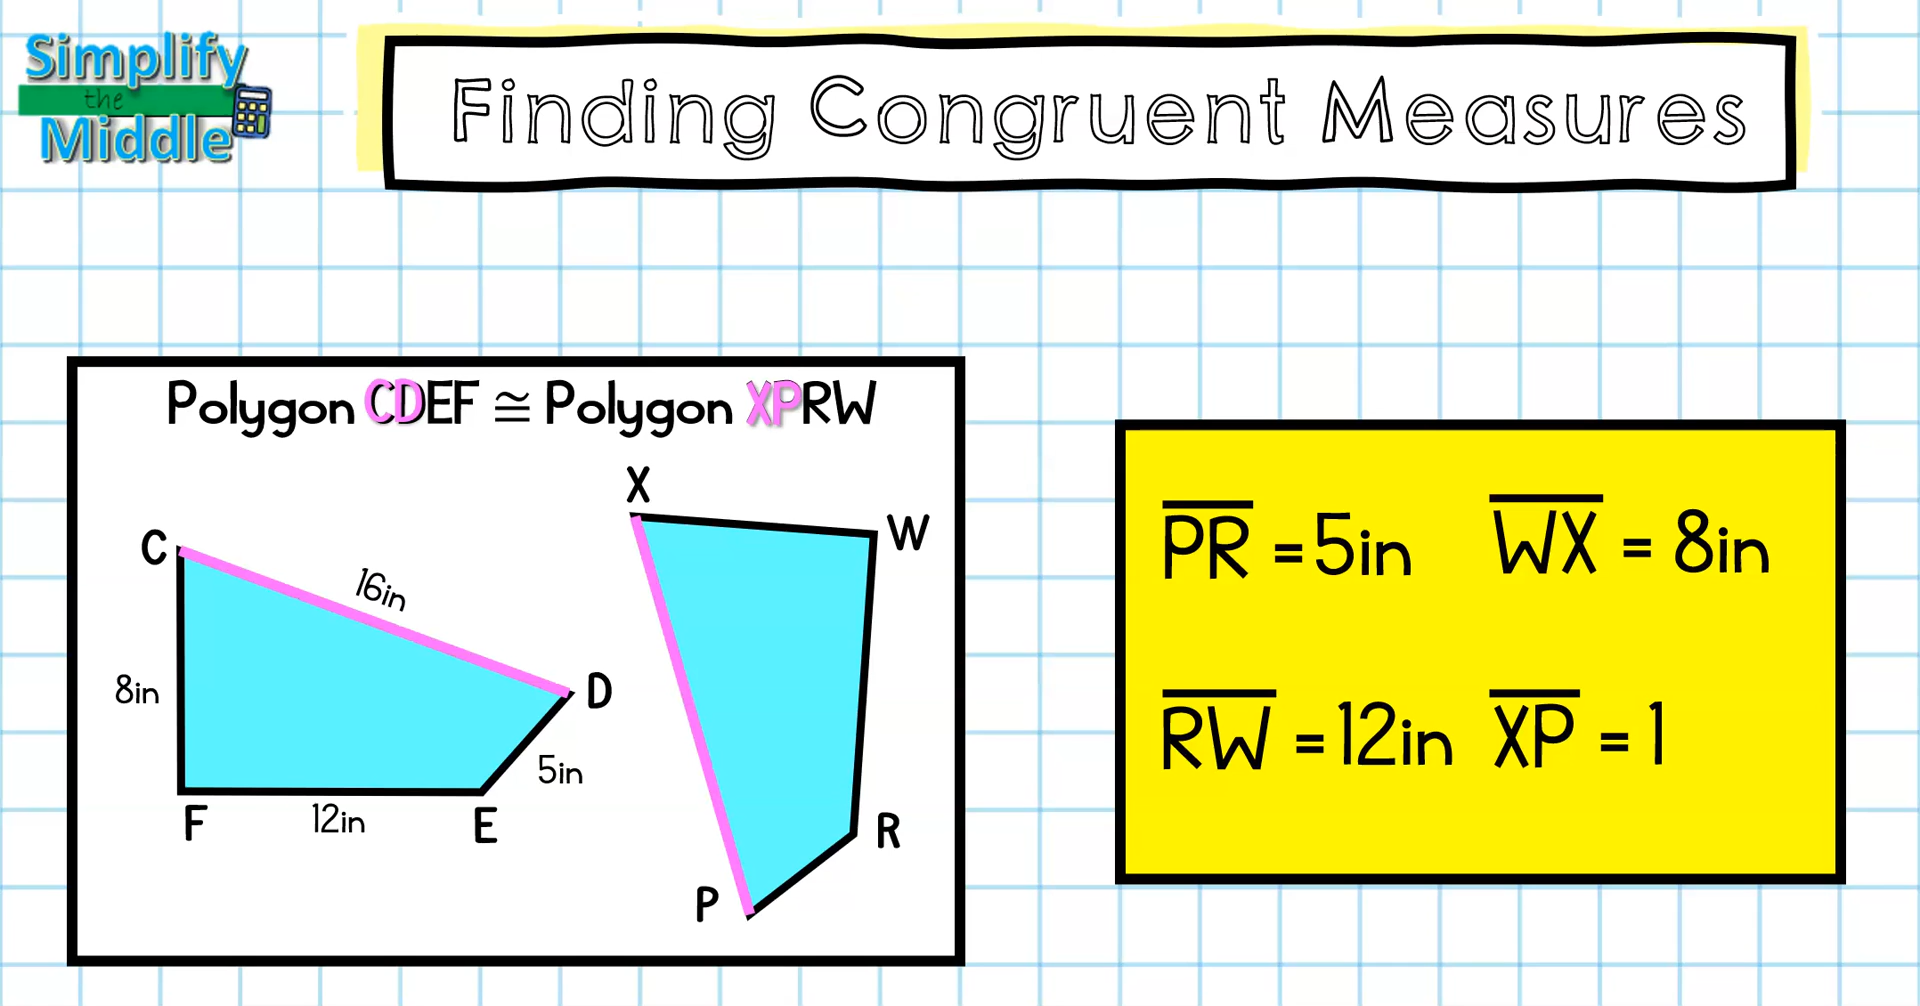 Simplify
the
Middle
Finding Congruent Measures
Polygon CDEF ≅ Polygon XPRW
X
W
C
16in
8in
D
5in
F
12in
E
R
P
PR = 5in
WX = 8in
RW = 12in
XP = 1